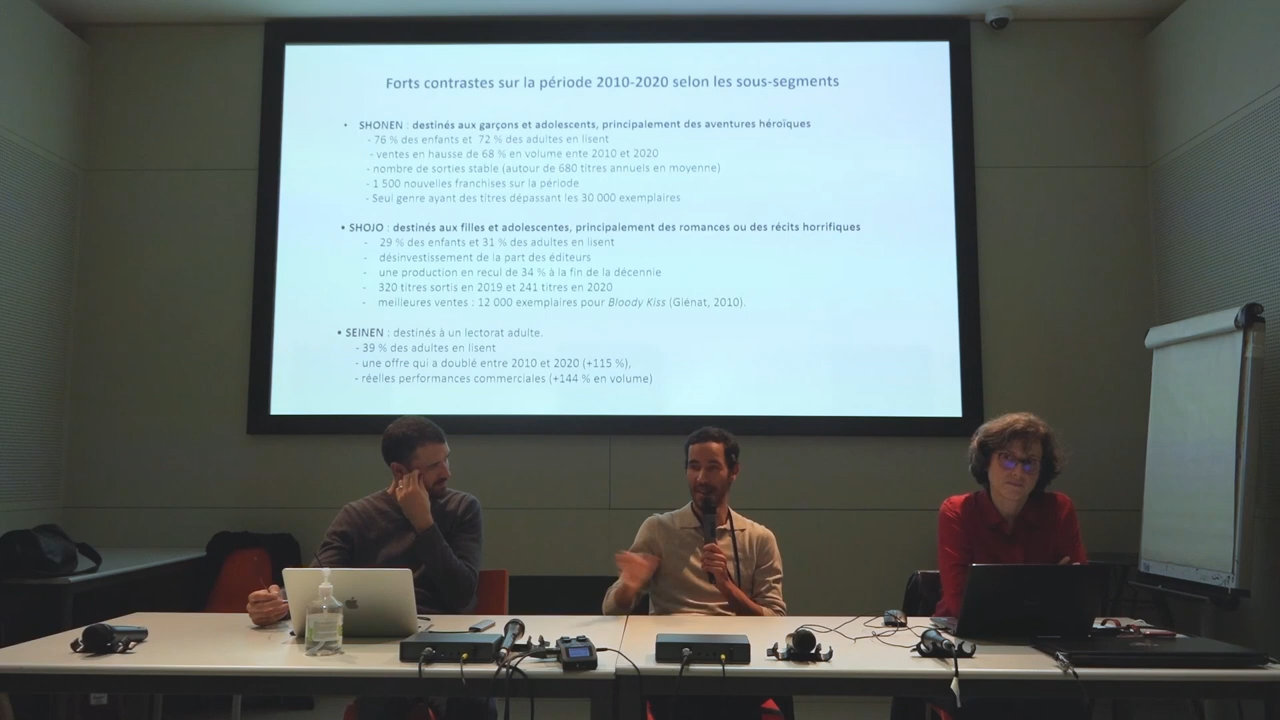 Forts contrastes sur la période 2010-2020 selon les sous-segments
• SHONEN : destinés aux garçons et adolescents, principalement des aventures héroïques
- 76 % des enfants et 72 % des adultes en lisent
- ventes en hausse de 68 % en volume ente 2010 et 2020
- nombre de sorties stable (autour de 680 titres annuels en moyenne)
- 1 500 nouvelles franchises sur la période
- Seul genre ayant des titres dépassant les 30 000 exemplaires
• SHOJO : destinés aux filles et adolescentes, principalement des romances ou des récits horrifiques
- 29 % des enfants et 31 % des adultes en lisent
- désinvestissement de la part des éditeurs
- une production en recul de 34 % à la fin de la décennie
- 320 titres sortis en 2019 et 241 titres en 2020
- meilleures ventes : 12 000 exemplaires pour Bloody Kiss (Glénat, 2010).
• SEINEN : destinés à un lectorat adulte.
- 39 % des adultes en lisent
- une offre qui a doublé entre 2010 et 2020 (+115 %),
- réelles performances commerciales (+144 % en volume)